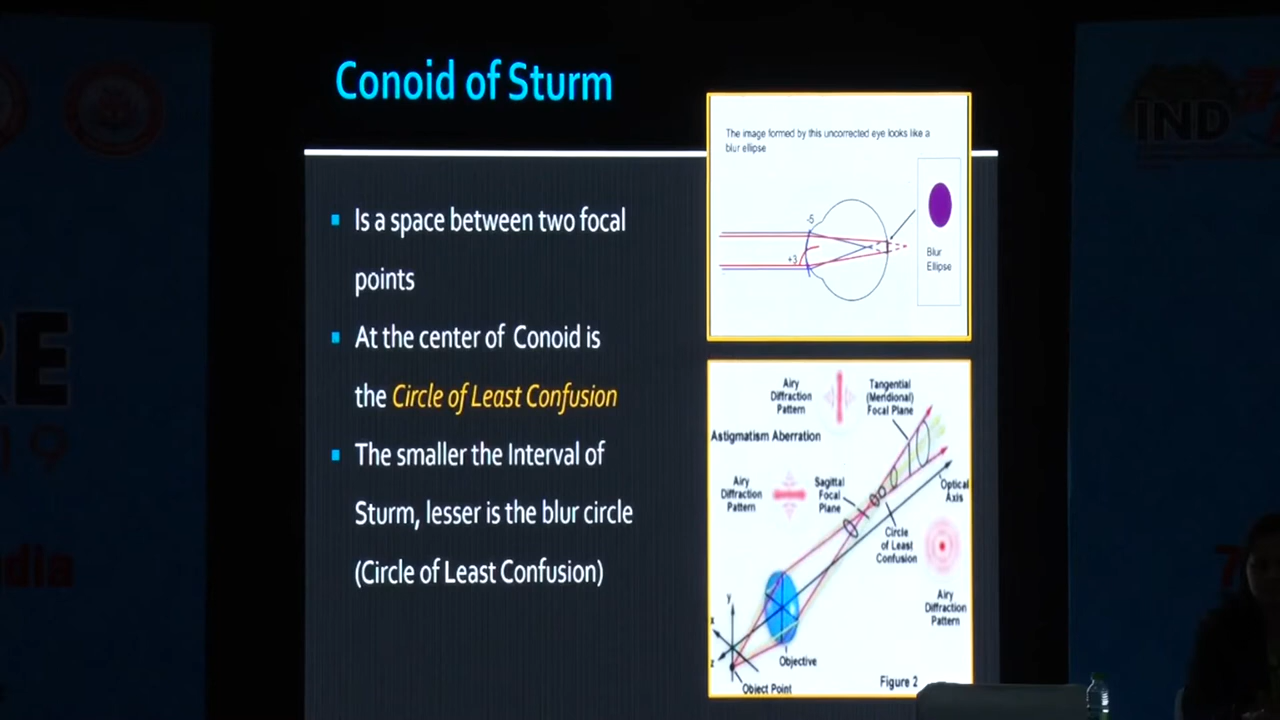 Conoid of Sturm
Is a space between two focal
points
At the center of Conoid is
the Circle of Least Confusion
The smaller the Interval of
Sturm, lesser is the blur circle
(Circle of Least Confusion)
The image formed by this uncorrected eye looks like a
blur ellipse
-5
+3
Blur
Ellipse
Airy
Diffraction
Pattern
Tangential
(Meridional)
Focal Plane
Astigmatism Aberration
Airy
Diffraction
Pattern
Sagittal
Focal
Plane
Optical
Axis
Circle
of Least
Confusion
Airy
Diffraction
Pattern
y
x
z
Objective
Object Point
Figure 2
IND
RE
19
dia